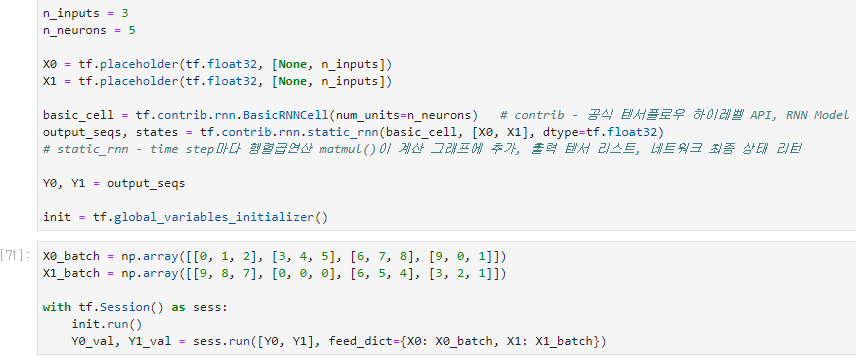 n_inputs = 3
n_neurons = 5
X0 = tf.placeholder(tf.float32, [None, n_inputs])
X1 = tf.placeholder(tf.float32, [None, n_inputs])
basic_cell = tf.contrib.rnn.BasicRNNCell(num_units=n_neurons)   # contrib - 공식 텐서플로우 하이레벨 API, RNN Model
output_seqs, states = tf.contrib.rnn.static_rnn(basic_cell, [X0, X1], dtype=tf.float32)
# static_rnn - time step마다 행렬곱연산 matmul()이 계산 그래프에 추가, 출력 텐서 리스트, 네트워크 최종 상태 리턴
Y0, Y1 = output_seqs
init = tf.global_variables_initializer()
[71]: X0_batch = np.array([[0, 1, 2], [3, 4, 5], [6, 7, 8], [9, 0, 1]])
X1_batch = np.array([[9, 8, 7], [0, 0, 0], [6, 5, 4], [3, 2, 1]])
with tf.Session() as sess:
    init.run()
    Y0_val, Y1_val = sess.run([Y0, Y1], feed_dict={X0: X0_batch, X1: X1_batch})